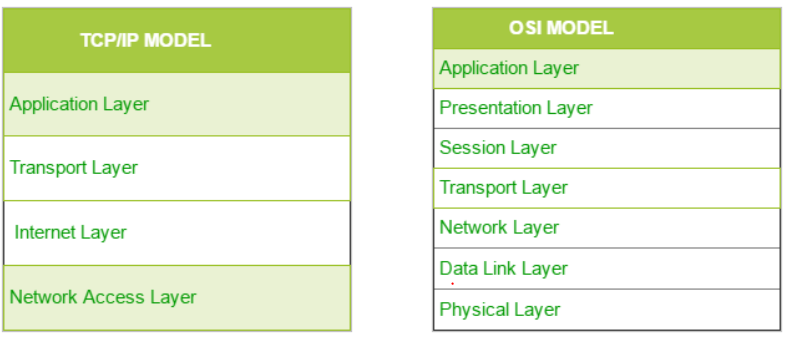 TCP/IP MODEL
Application Layer
Transport Layer
Internet Layer
Network Access Layer
OSI MODEL
Application Layer
Presentation Layer
Session Layer
Transport Layer
Network Layer
Data Link Layer
Physical Layer